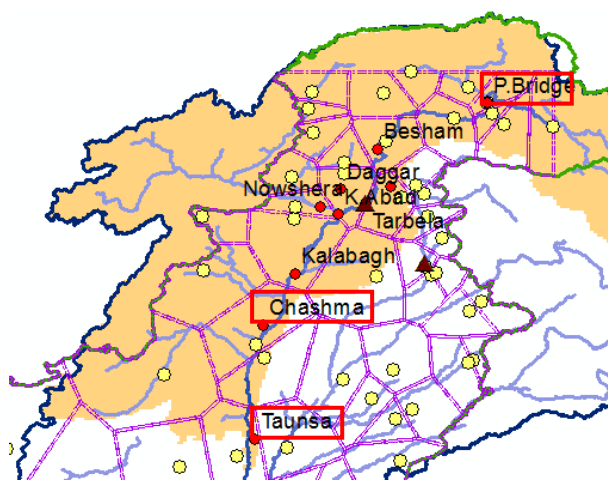 P.Bridge
Besham
Daggar
Nowshera
K.Abad
Tarbela
Kalabagh
Chashma
Taunsa